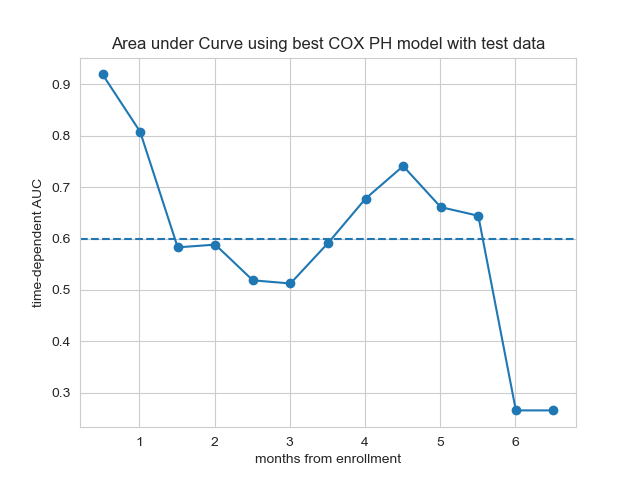 Area under Curve using best COX PH model with test data
time-dependent AUC
0.9
0.8
0.7
0.6
0.5
0.4
0.3
1 2 3 4 5 6
months from enrollment